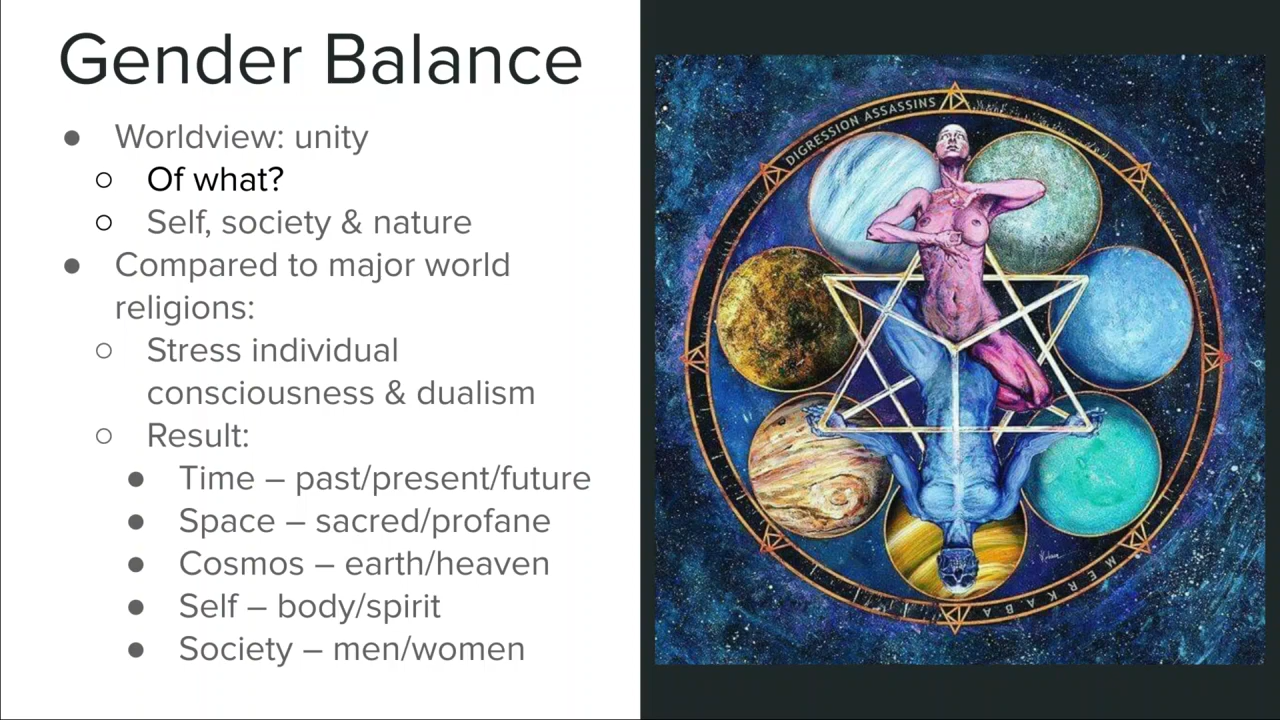 Gender Balance
● Worldview: unity
○ Of what?
○ Self, society & nature
● Compared to major world
religions:
○ Stress individual
consciousness & dualism
○ Result:
● Time – past/present/future
● Space – sacred/profane
● Cosmos – earth/heaven
● Self – body/spirit
● Society – men/women
DIGRESSION ASSASSINS
MERKABA